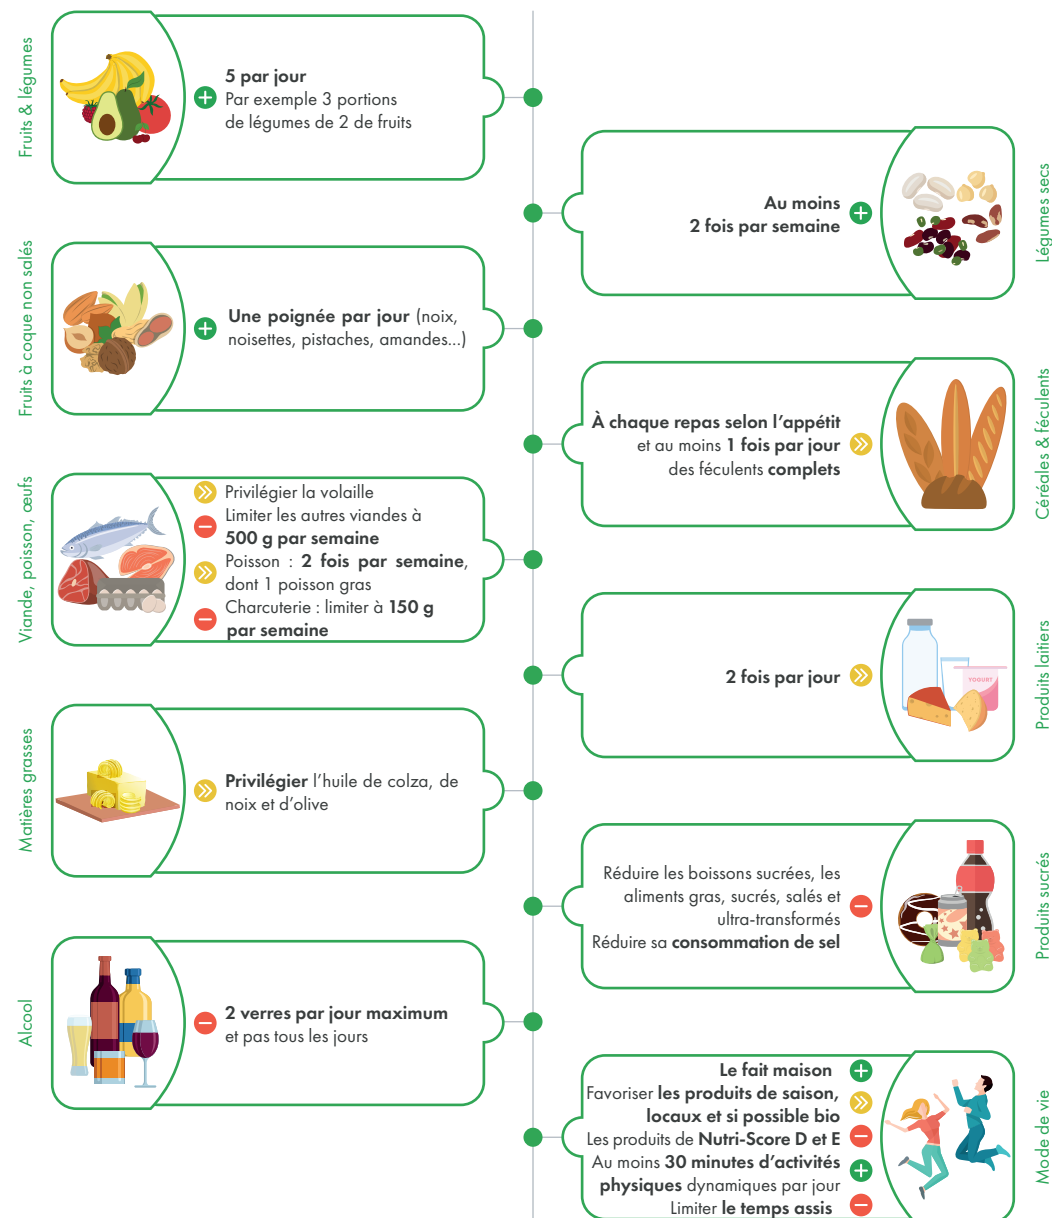 Fruits & légumes
5 par jour
Par exemple 3 portions
de légumes de 2 de fruits
Légumes secs
Au moins
2 fois par semaine
Fruits à coque non salés
Une poignée par jour (noix,
noisettes, pistaches, amandes...)
Céréales & féculents
À chaque repas selon l'appétit
et au moins 1 fois par jour
des féculents complets
Viande, poisson, œufs
Privilégier la volaille
Limiter les autres viandes à
500 g par semaine
Poisson : 2 fois par semaine,
dont 1 poisson gras
Charcuterie : limiter à 150 g
par semaine
Produits laitiers
2 fois par jour
YOGURT
Matières grasses
Privilégier l'huile de colza, de
noix et d'olive
Produits sucrés
Réduire les boissons sucrées, les
aliments gras, sucrés, salés et
ultra-transformés
Réduire sa consommation de sel
Alcool
2 verres par jour maximum
et pas tous les jours
Mode de vie
Le fait maison
Favoriser les produits de saison,
locaux et si possible bio
Les produits de Nutri-Score D et E
Au moins 30 minutes d'activités
physiques dynamiques par jour
Limiter le temps assis